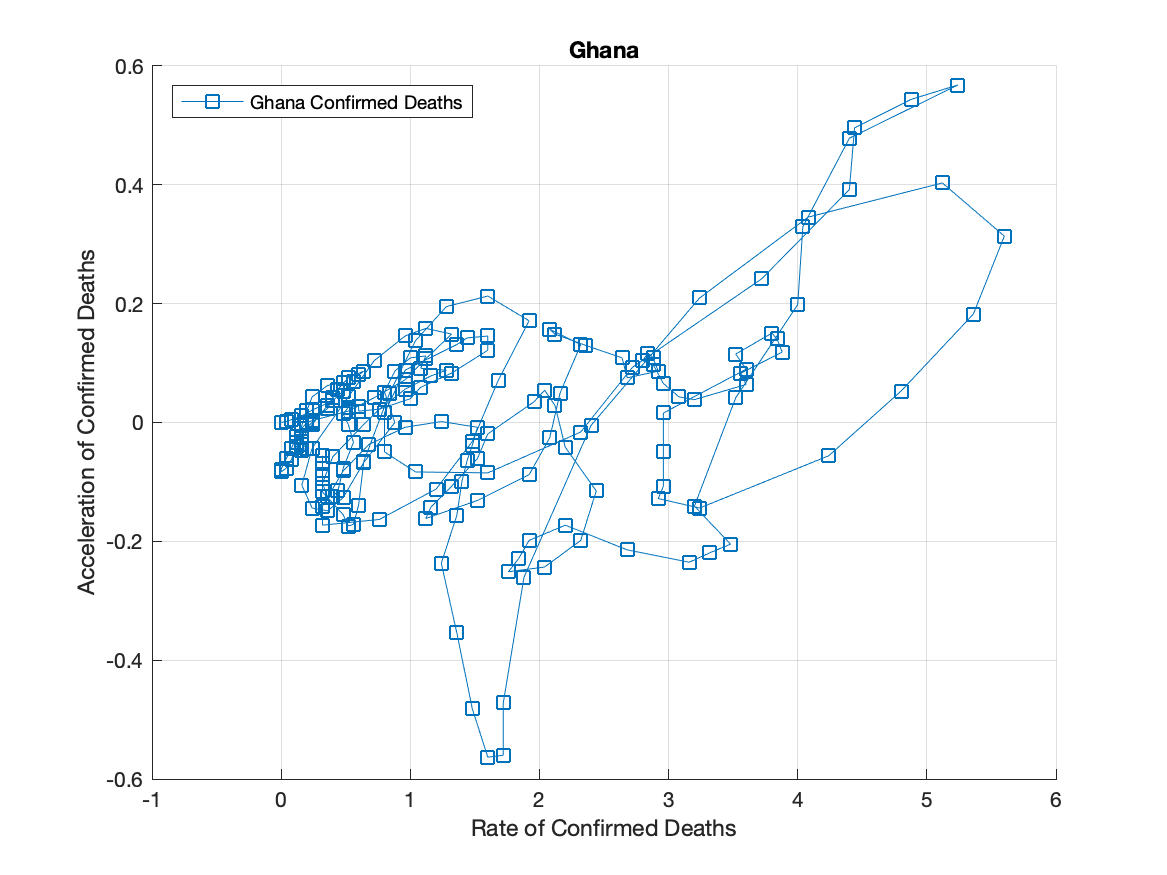 Ghana
Ghana Confirmed Deaths
0.6
0.4
0.2
0
-0.2
-0.4
-0.6
Acceleration of Confirmed Deaths
-1 0 1 2 3 4 5 6
Rate of Confirmed Deaths